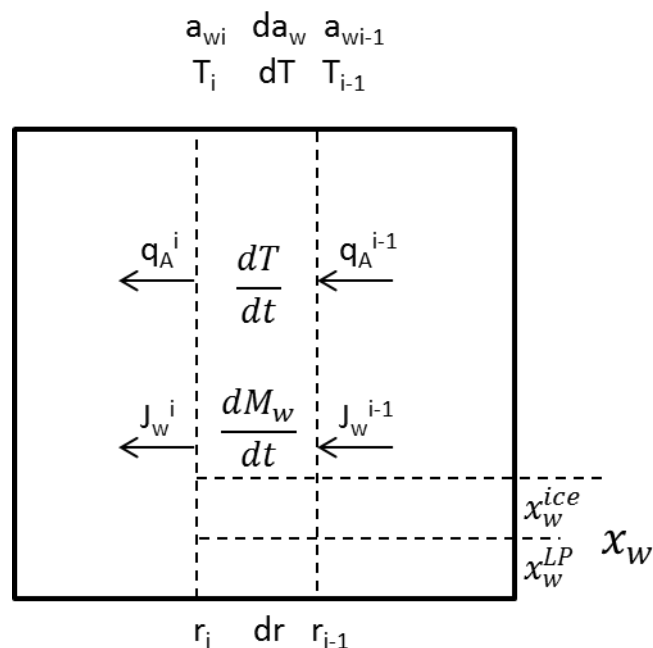 a_wi da_w a_wi-1
T_i dT T_i-1
q_A^i dT/dt q_A^i-1
J_w^i dM_w/dt J_w^i-1
x_w^ice
x_w
x_w^LP
r_i dr r_i-1